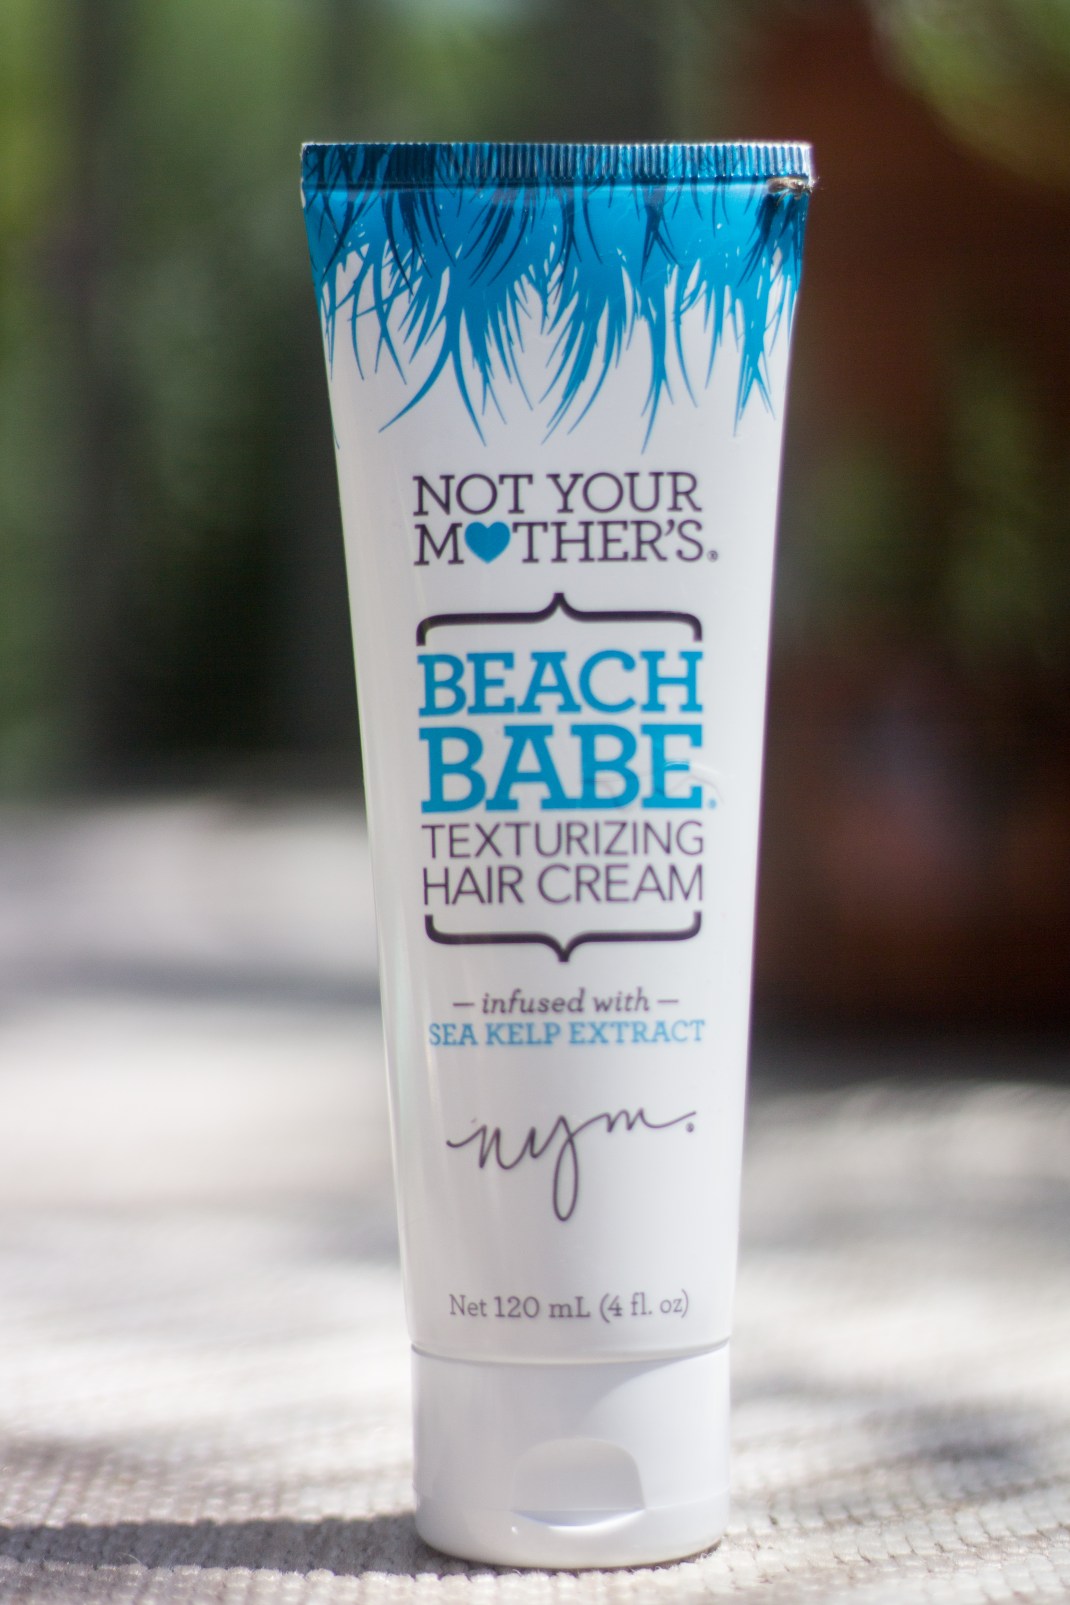 NOT YOUR
M♥THER'S®
BEACH
BABE®
TEXTURIZING
HAIR CREAM
— infused with —
SEA KELP EXTRACT
nym®
Net 120 mL (4 fl. oz)